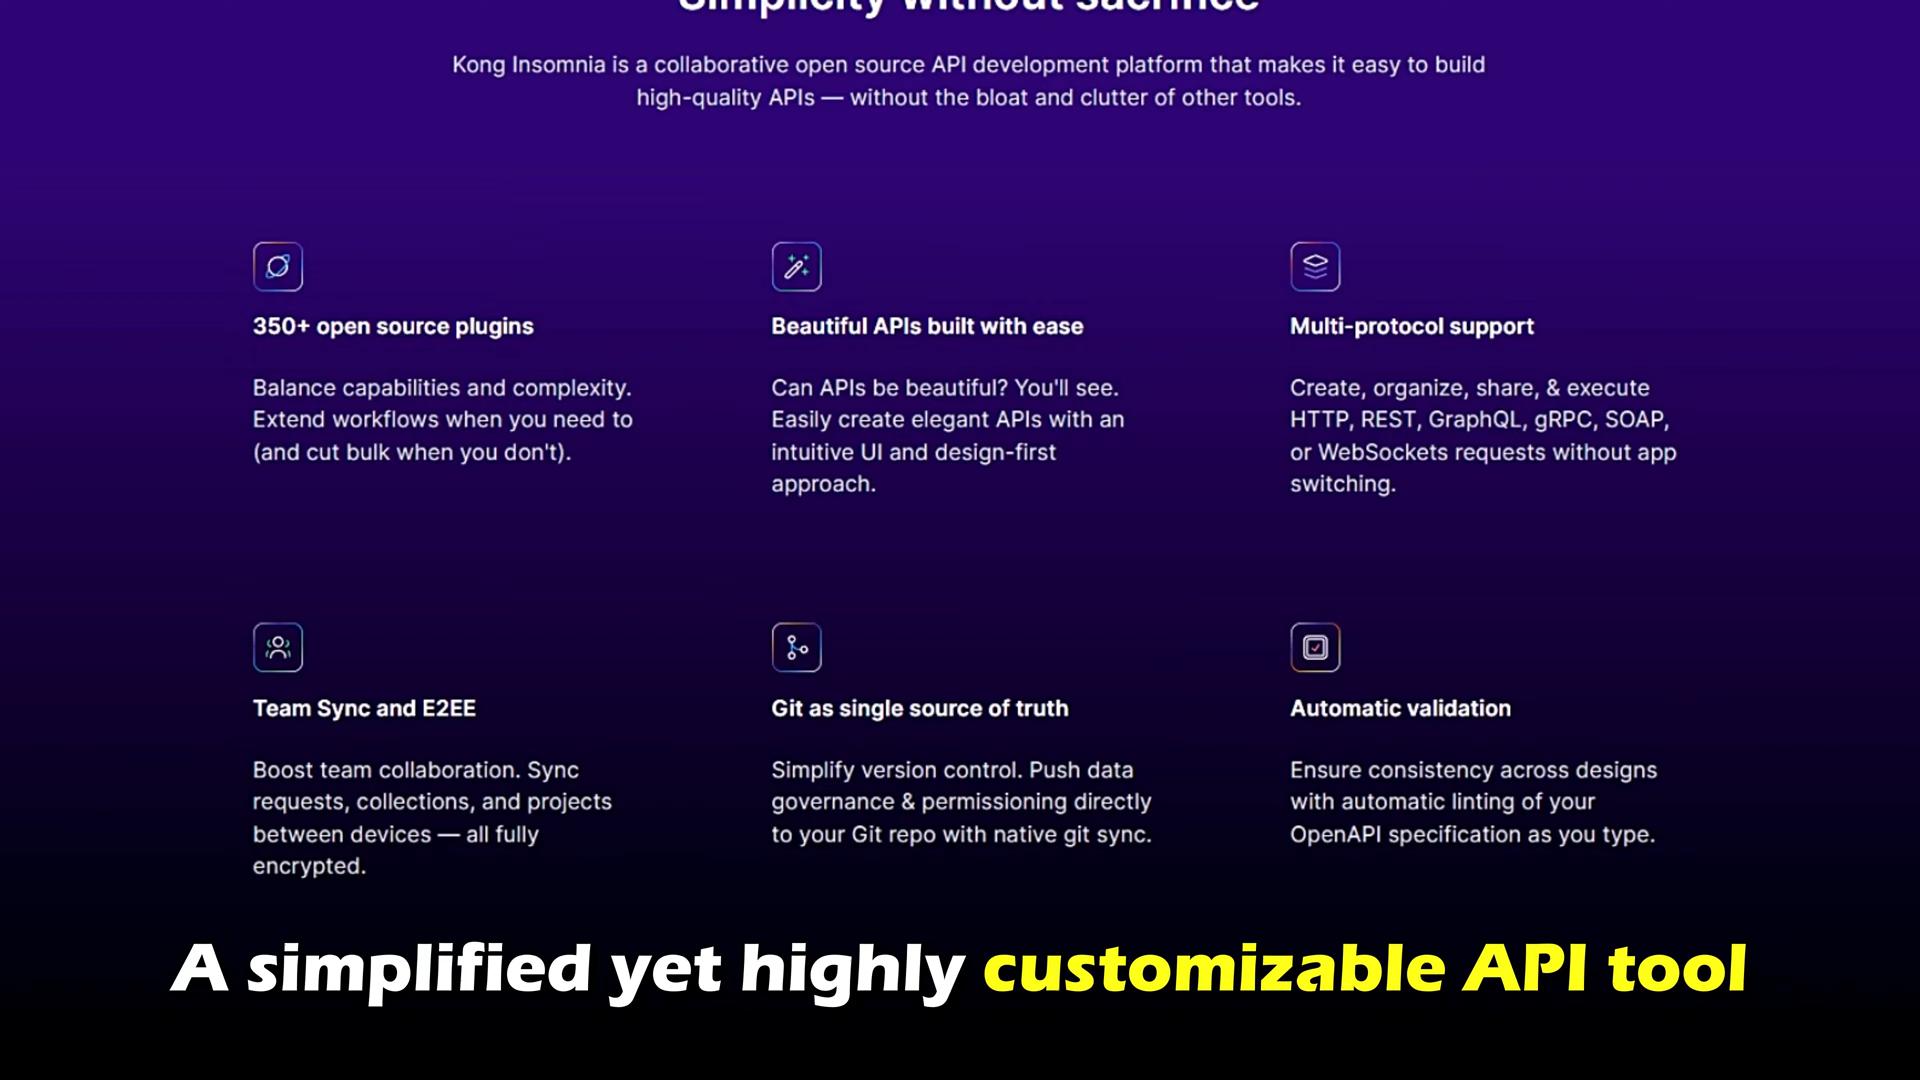 Simplicity without sacrifice
Kong Insomnia is a collaborative open source API development platform that makes it easy to build
high-quality APIs — without the bloat and clutter of other tools.
350+ open source plugins
Balance capabilities and complexity.
Extend workflows when you need to
(and cut bulk when you don't).
Beautiful APIs built with ease
Can APIs be beautiful? You'll see.
Easily create elegant APIs with an
intuitive UI and design-first
approach.
Multi-protocol support
Create, organize, share, & execute
HTTP, REST, GraphQL, gRPC, SOAP,
or WebSockets requests without app
switching.
Team Sync and E2EE
Boost team collaboration. Sync
requests, collections, and projects
between devices — all fully
encrypted.
Git as single source of truth
Simplify version control. Push data
governance & permissioning directly
to your Git repo with native git sync.
Automatic validation
Ensure consistency across designs
with automatic linting of your
OpenAPI specification as you type.
A simplified yet highly customizable API tool